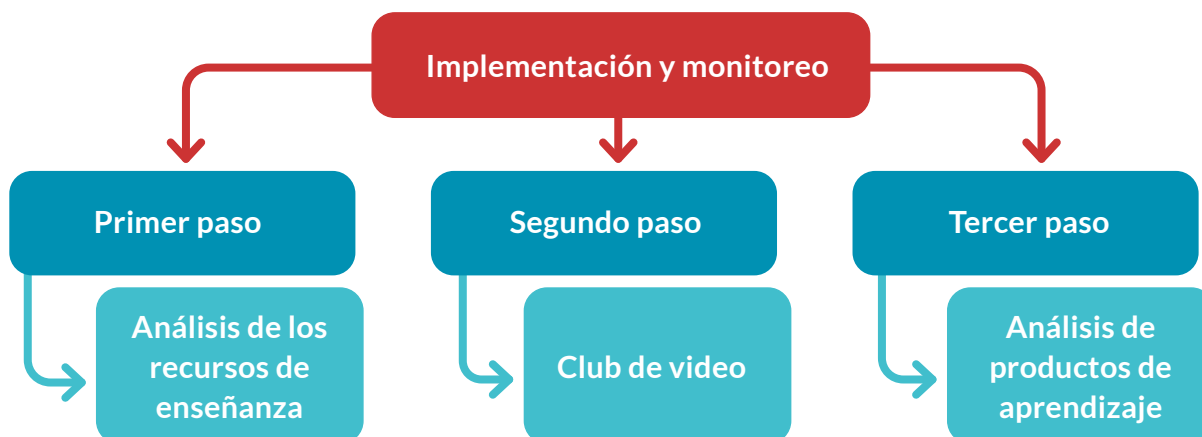 Implementación y monitoreo
Primer paso
Segundo paso
Tercer paso
Análisis de los
recursos de
enseñanza
Club de video
Análisis de
productos de
aprendizaje